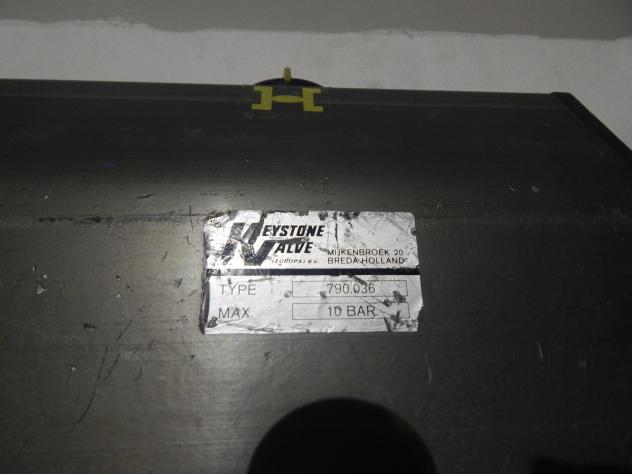 KEYSTONE
VALVE
(EUROPA) B.V.
MIJKENBROEK 20
BREDA.HOLLAND
TYPE 790.036
MAX 10 BAR